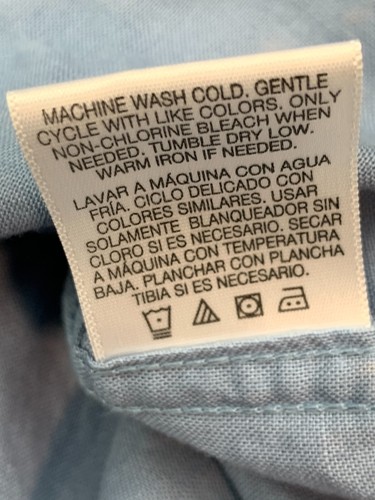 MACHINE WASH COLD. GENTLE
CYCLE WITH LIKE COLORS. ONLY
NON-CHLORINE BLEACH WHEN
NEEDED. TUMBLE DRY LOW.
WARM IRON IF NEEDED.
LAVAR A MÁQUINA CON AGUA
FRÍA. CICLO DELICADO CON
COLORES SIMILARES. USAR
SOLAMENTE BLANQUEADOR SIN
CLORO SI ES NECESARIO. SECAR
A MÁQUINA CON TEMPERATURA
BAJA. PLANCHAR CON PLANCHA
TIBIA SI ES NECESARIO.